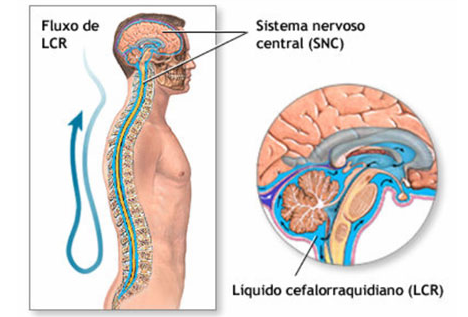 Fluxo de
LCR
Sistema nervoso
central (SNC)
Líquido cefalorraquidiano (LCR)